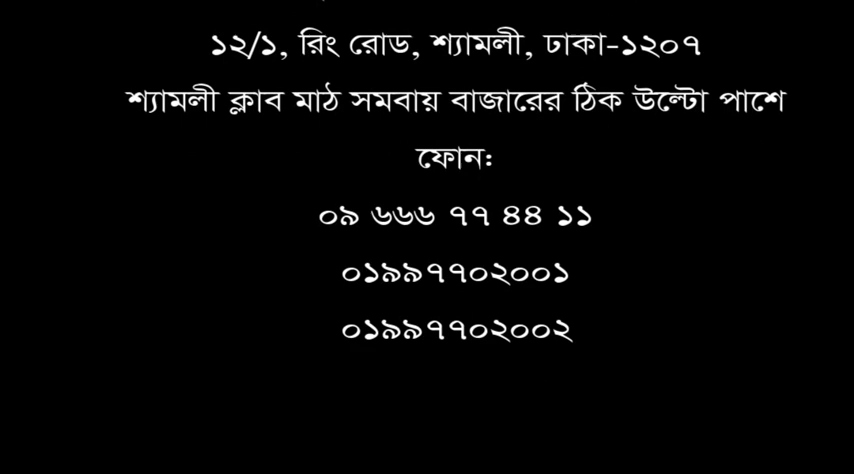 ১২/১, রিং রোড, শ্যামলী, ঢাকা-১২০৭
শ্যামলী ক্লাব মাঠ সমবায় বাজারের ঠিক উল্টো পাশে
ফোন:
০৯ ৬৬৬ ৭৭ ৪৪ ১১
০১৯৯৭৭০২০০১
০১৯৯৭৭০২০০২